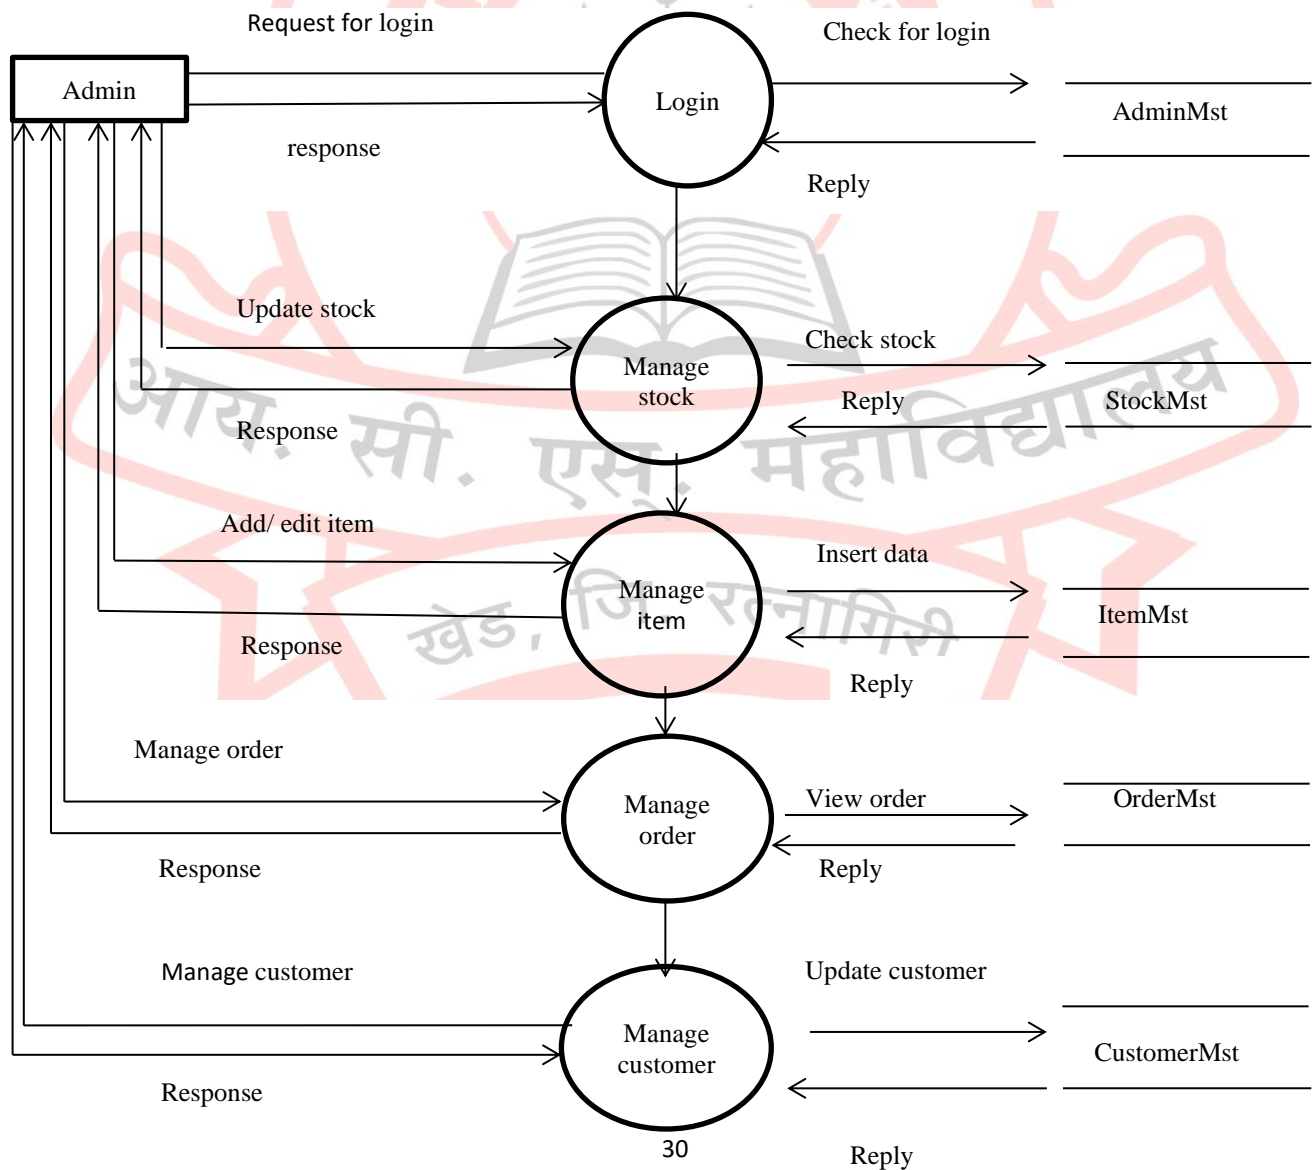 Request for login
Check for login
Admin
Login
AdminMst
response
Reply
Update stock
Check stock
Manage
stock
Reply
StockMst
Response
आय. सी. एस. महाविद्यालय
Add/ edit item
Insert data
Manage
item
ItemMst
Response
खेड, जि. रत्नागिरी
Reply
Manage order
View order
OrderMst
Manage
order
Response
Reply
Manage customer
Update customer
Manage
customer
CustomerMst
Response
30
Reply